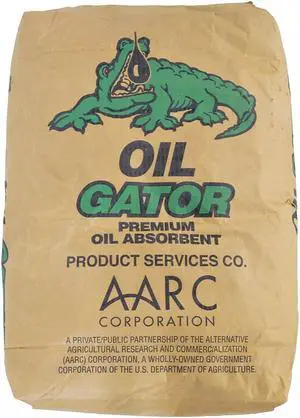 OIL
GATOR
PREMIUM
OIL ABSORBENT
PRODUCT SERVICES CO.
AARC
CORPORATION
A PRIVATE/PUBLIC PARTNERSHIP OF THE ALTERNATIVE
AGRICULTURAL RESEARCH AND COMMERCIALIZATION
(AARC) CORPORATION, A WHOLLY-OWNED GOVERNMENT
CORPORATION OF THE U.S. DEPARTMENT OF AGRICULTURE.